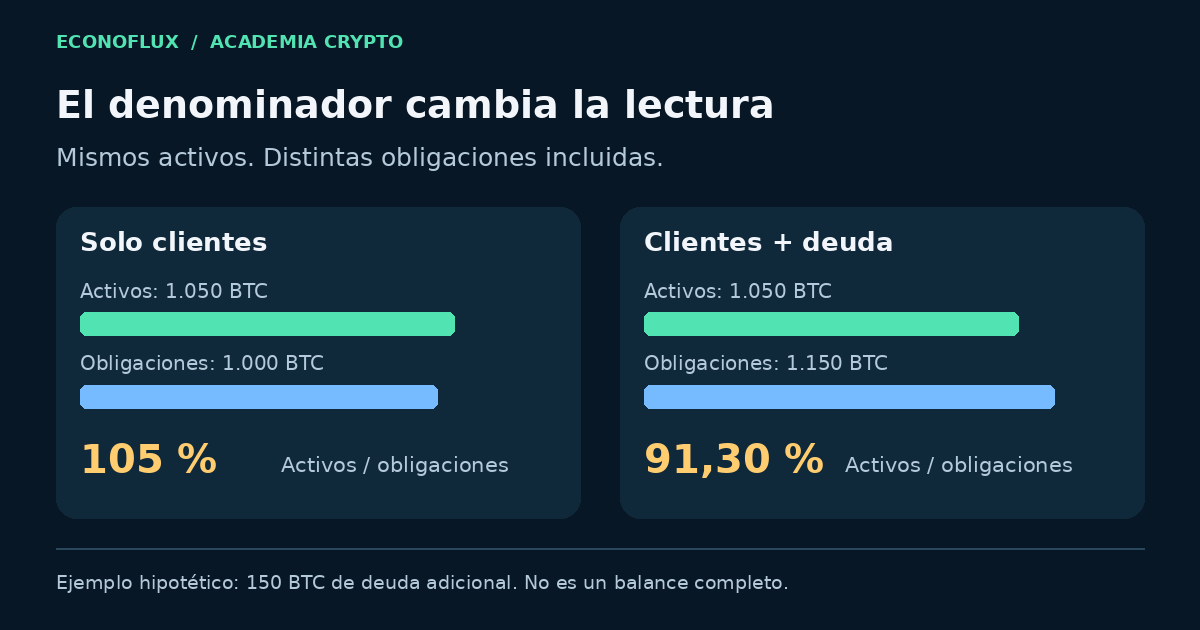 ECONOFLUX / ACADEMIA CRYPTO
El denominador cambia la lectura
Mismos activos. Distintas obligaciones incluidas.
Solo clientes
Activos: 1.050 BTC
Obligaciones: 1.000 BTC
105 % Activos / obligaciones
Clientes + deuda
Activos: 1.050 BTC
Obligaciones: 1.150 BTC
91,30 % Activos / obligaciones
Ejemplo hipotético: 150 BTC de deuda adicional. No es un balance completo.